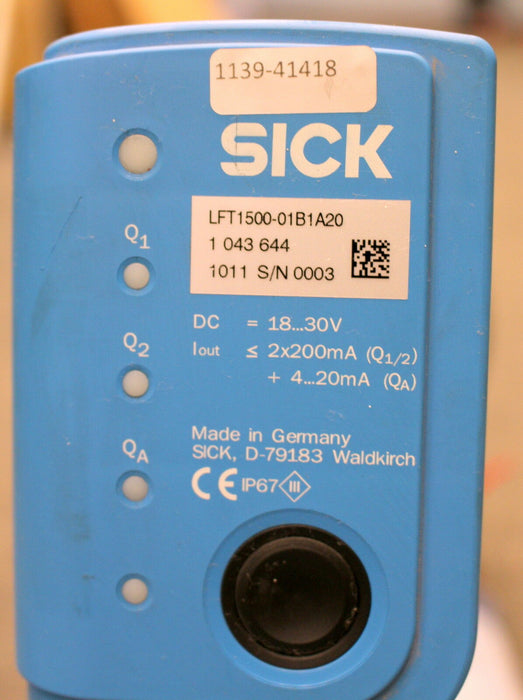 1139-41418
SICK
LFT1500-01B1A20
1 043 644
1011 S/N 0003
Q1
Q2
QA
DC = 18...30V
Iout ≤ 2x200mA (Q1/2)
+ 4...20mA (QA)
Made in Germany
SICK, D-79183 Waldkirch
CE IP67 III